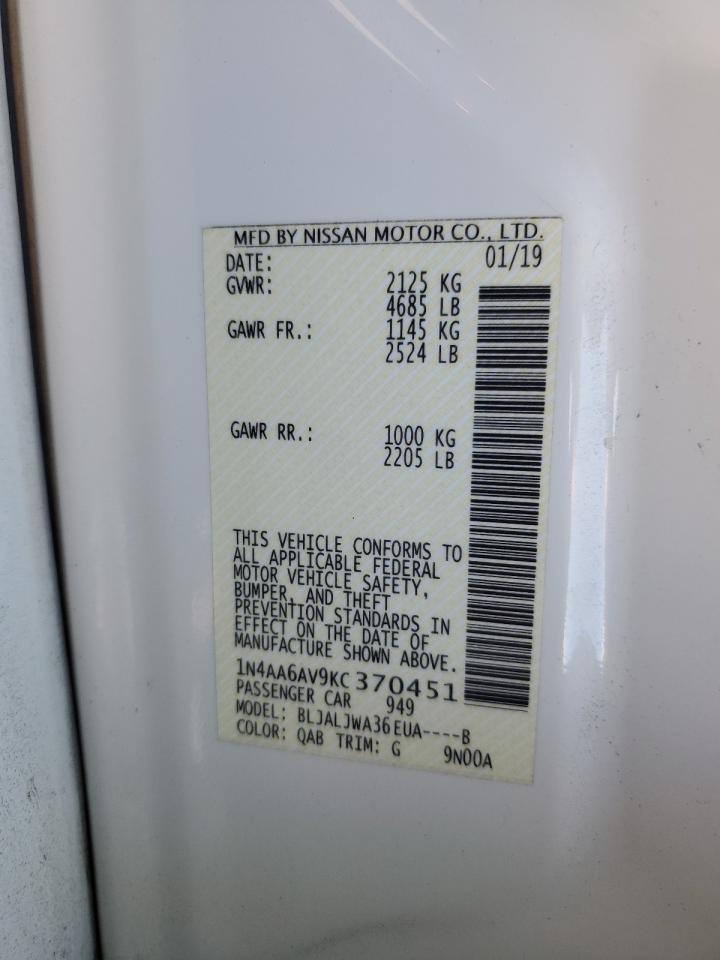 MFD BY NISSAN MOTOR CO., LTD.
DATE: 01/19
GVWR: 2125 KG
4685 LB
GAWR FR.: 1145 KG
2524 LB
GAWR RR.: 1000 KG
2205 LB
THIS VEHICLE CONFORMS TO
ALL APPLICABLE FEDERAL
MOTOR VEHICLE SAFETY,
BUMPER, AND THEFT
PREVENTION STANDARDS IN
EFFECT ON THE DATE OF
MANUFACTURE SHOWN ABOVE.
1N4AA6AV9KC370451
PASSENGER CAR 949
MODEL: BLJALJWA36EUA----B
COLOR: QAB TRIM: G 9N00A